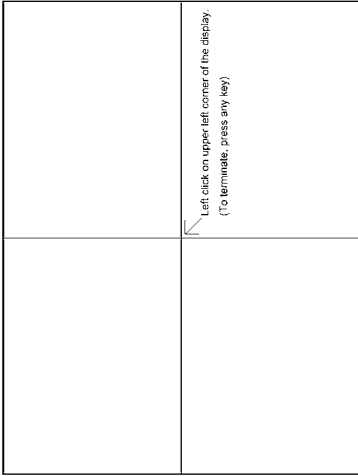 Left click on upper left corner of the display.
(To terminate, press any key)